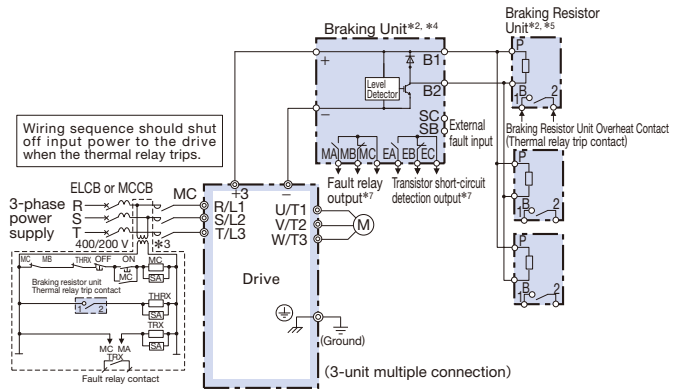 Braking Resistor
Unit*2, *5
Braking Unit*2, *4
P
B
1 2
+
B1
Level
Detector
B2
−
SC
SB
External
fault input
MA MB MC EA EB EC
Fault relay
output*7
Transistor short-circuit
detection output*7
Braking Resistor Unit Overheat Contact
(Thermal relay trip contact)
P
B
1 2
P
B
1 2
Wiring sequence should shut
off input power to the drive
when the thermal relay trips.
ELCB or MCCB
MC
3-phase
power
supply
R
S
T
400/200 V
*3
+3 −
R/L1
S/L2
T/L3
U/T1
V/T2
W/T3
M
Drive
(Ground)
(3-unit multiple connection)
MC MB THRX OFF ON MC
MC
SA
Braking resistor unit
Thermal relay trip contact
1 2
THRX
SA
TRX
SA
MC MA
TRX
Fault relay contact